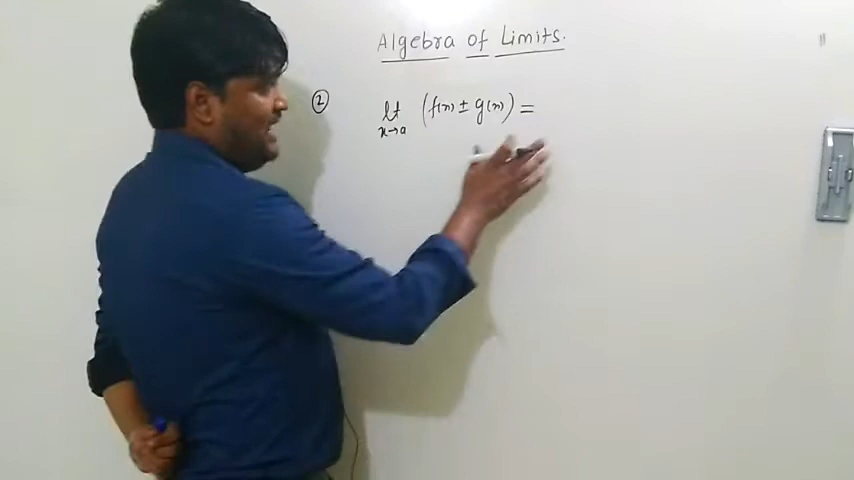 Algebra of Limits.
② lt (f(x) ± g(x)) =
x→a